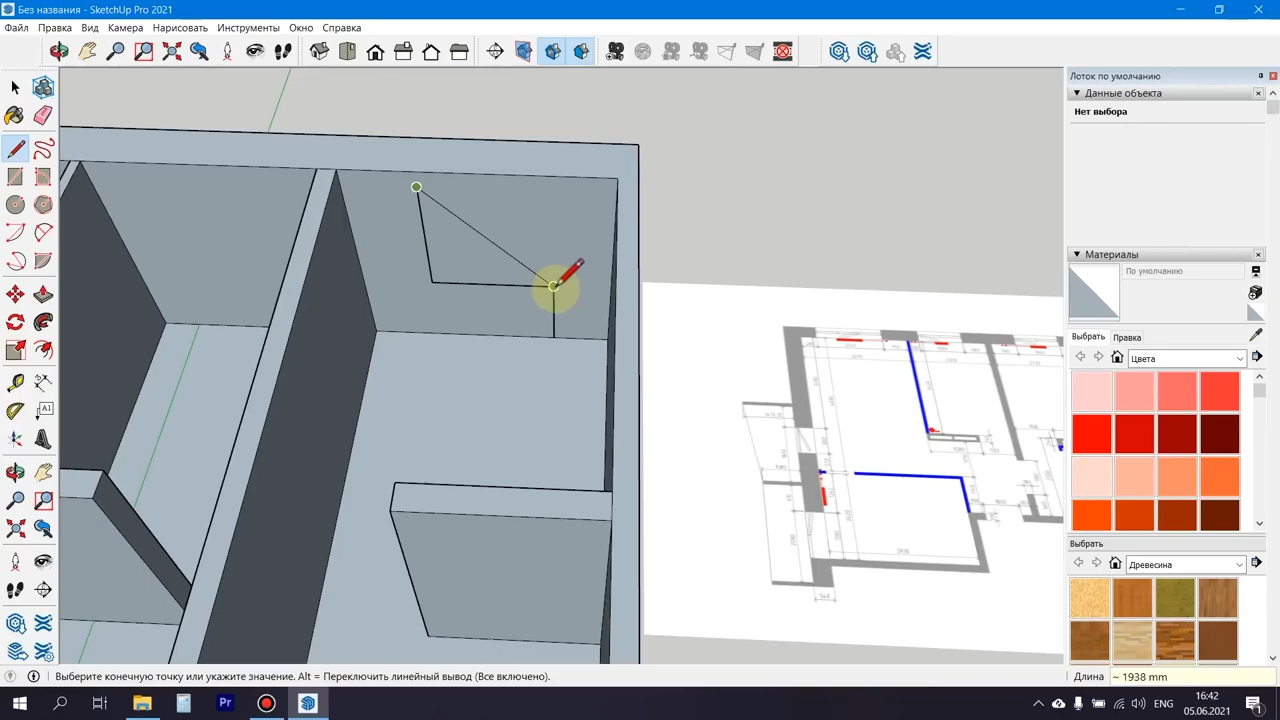 Без названия - SketchUp Pro 2021
Файл Правка Вид Камера Нарисовать Инструменты Окно Справка
Лоток по умолчанию
Данные объекта
Нет выбора
Материалы
По умолчанию
Выбрать Правка
Цвета
Выбрать
Древесина
Выберите конечную точку или укажите значение. Alt = Переключить линейный вывод (Все включено).
Длина ~ 1938 mm
ENG
16:42
05.06.2021